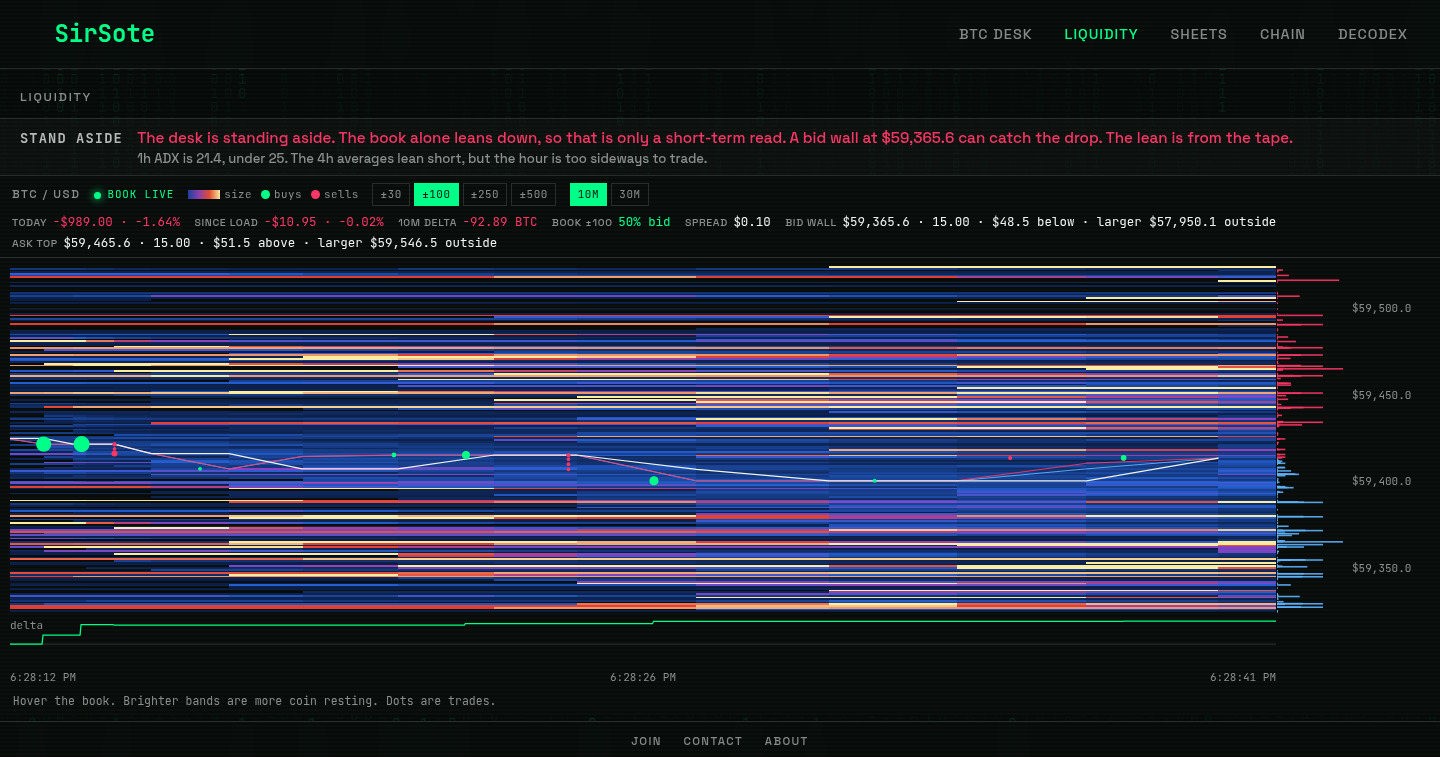 SirSote
BTC DESK LIQUIDITY SHEETS CHAIN DECODEX
LIQUIDITY
STAND ASIDE The desk is standing aside. The book alone leans down, so that is only a short-term read. A bid wall at $59,365.6 can catch the drop. The lean is from the tape.
1h ADX is 21.4, under 25. The 4h averages lean short, but the hour is too sideways to trade.
BTC / USD BOOK LIVE size buys sells ±30 ±100 ±250 ±500 10M 30M
TODAY -$989.00 · -1.64% SINCE LOAD -$10.95 · -0.02% 10M DELTA -92.89 BTC BOOK ±100 50% bid SPREAD $0.10 BID WALL $59,365.6 · 15.00 · $48.5 below · larger $57,950.1 outside
ASK TOP $59,465.6 · 15.00 · $51.5 above · larger $59,546.5 outside
$59,500.0
$59,450.0
$59,400.0
$59,350.0
delta
6:28:12 PM 6:28:26 PM 6:28:41 PM
Hover the book. Brighter bands are more coin resting. Dots are trades.
JOIN CONTACT ABOUT